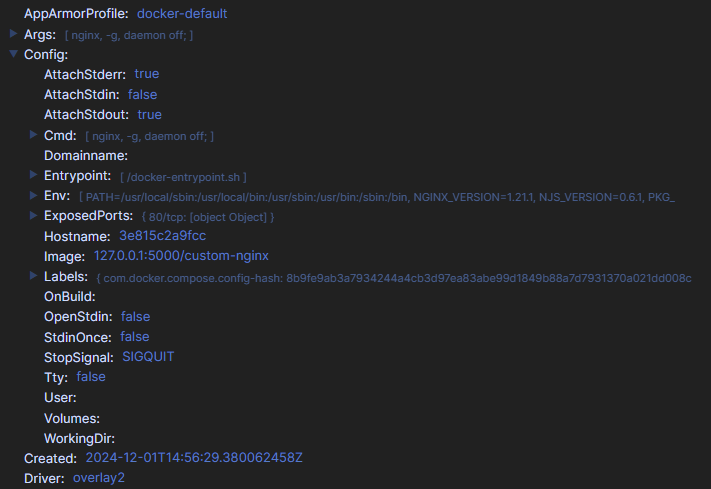 AppArmorProfile: docker-default
Args: [ nginx, -g, daemon off; ]
Config:
AttachStderr: true
AttachStdin: false
AttachStdout: true
Cmd: [ nginx, -g, daemon off; ]
Domainname:
Entrypoint: [ /docker-entrypoint.sh ]
Env: [ PATH=/usr/local/sbin:/usr/local/bin:/usr/sbin:/usr/bin:/sbin:/bin, NGINX_VERSION=1.21.1, NJS_VERSION=0.6.1, PKG_
ExposedPorts: { 80/tcp: [object Object] }
Hostname: 3e815c2a9fcc
Image: 127.0.0.1:5000/custom-nginx
Labels: { com.docker.compose.config-hash: 8b9fe9ab3a7934244a4cb3d97ea83abe99d1849b88a7d7931370a021dd008c
OnBuild:
OpenStdin: false
StdinOnce: false
StopSignal: SIGQUIT
Tty: false
User:
Volumes:
WorkingDir:
Created: 2024-12-01T14:56:29.380062458Z
Driver: overlay2